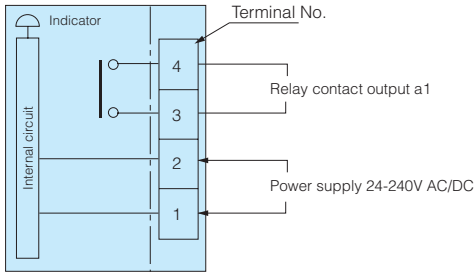 Indicator
Terminal No.
4
Relay contact output a1
3
Internal circuit
2
Power supply 24-240V AC/DC
1